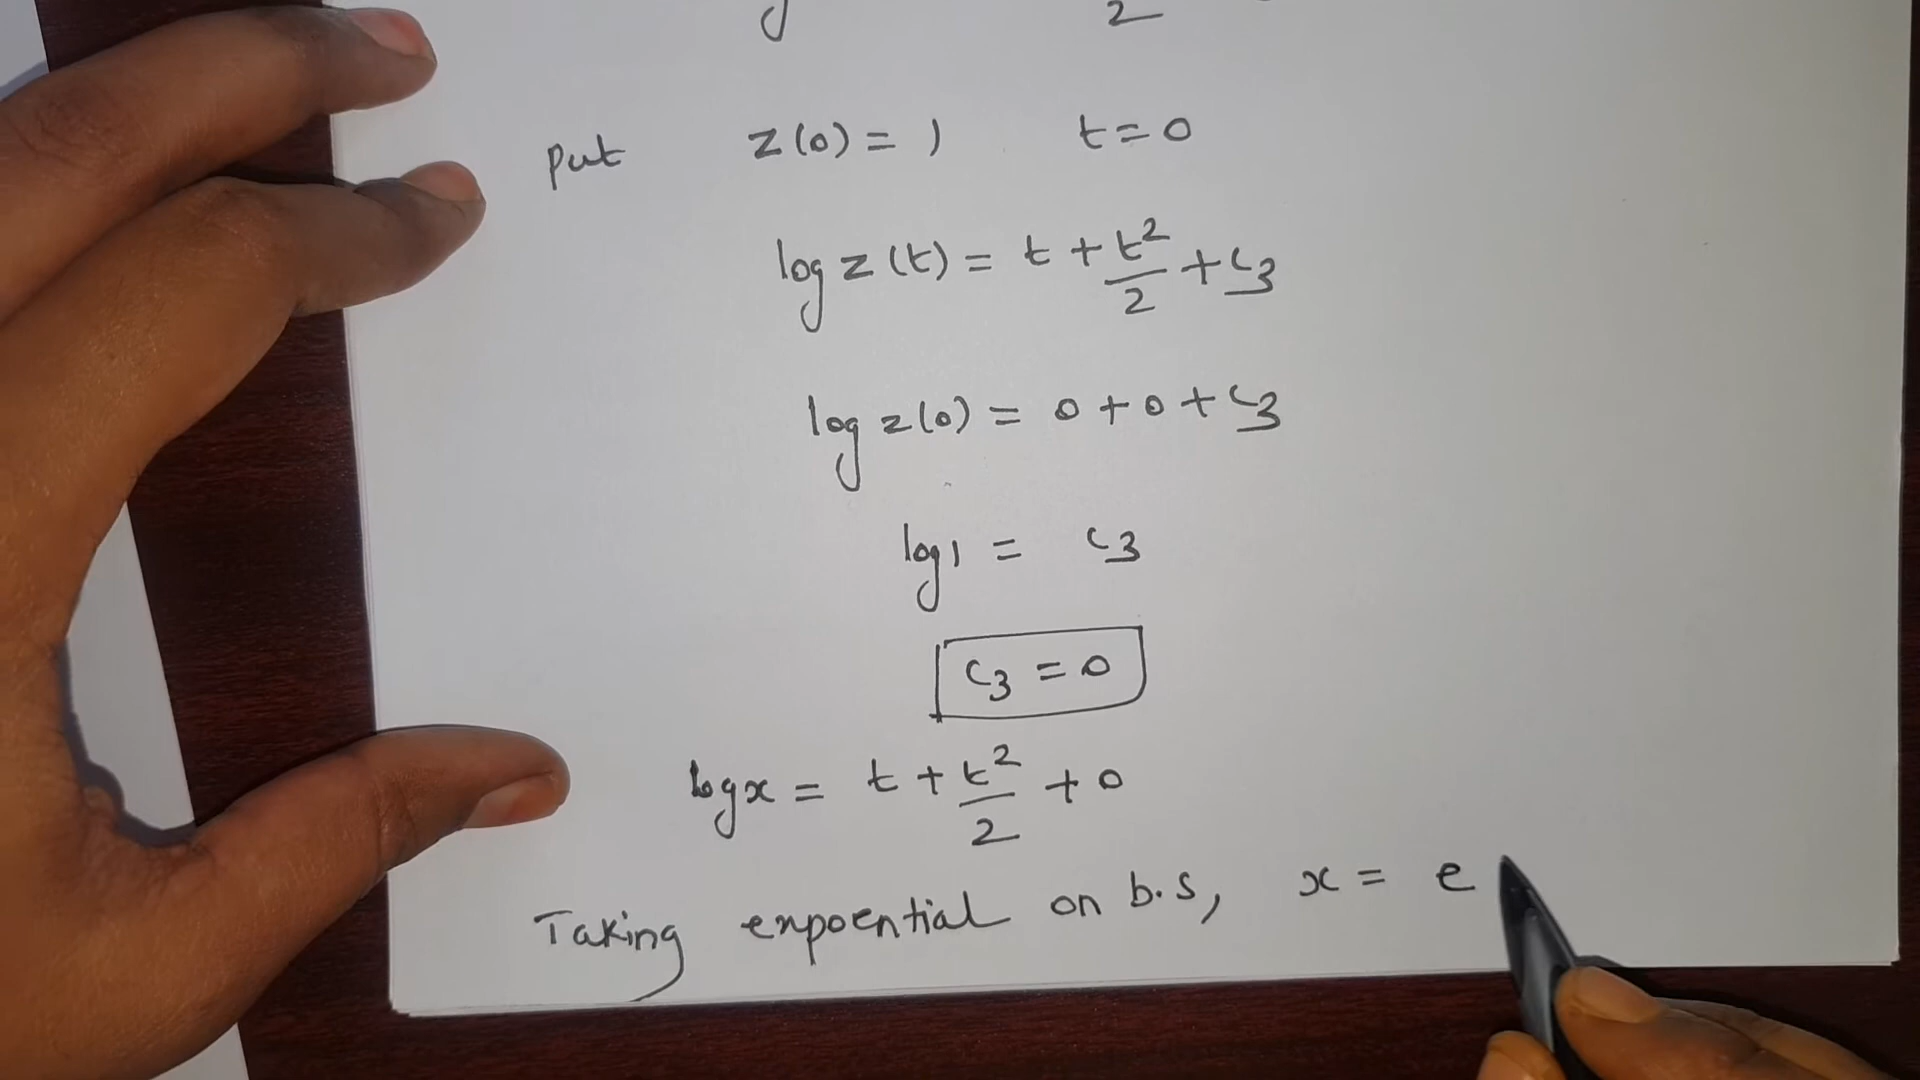 put z(0) = 1 t = 0
log z(t) = t + t²/2 + c₃
log z(0) = 0 + 0 + c₃
log 1 = c₃
c₃ = 0
log x = t + t²/2 + 0
Taking expoential on b.s, x = e